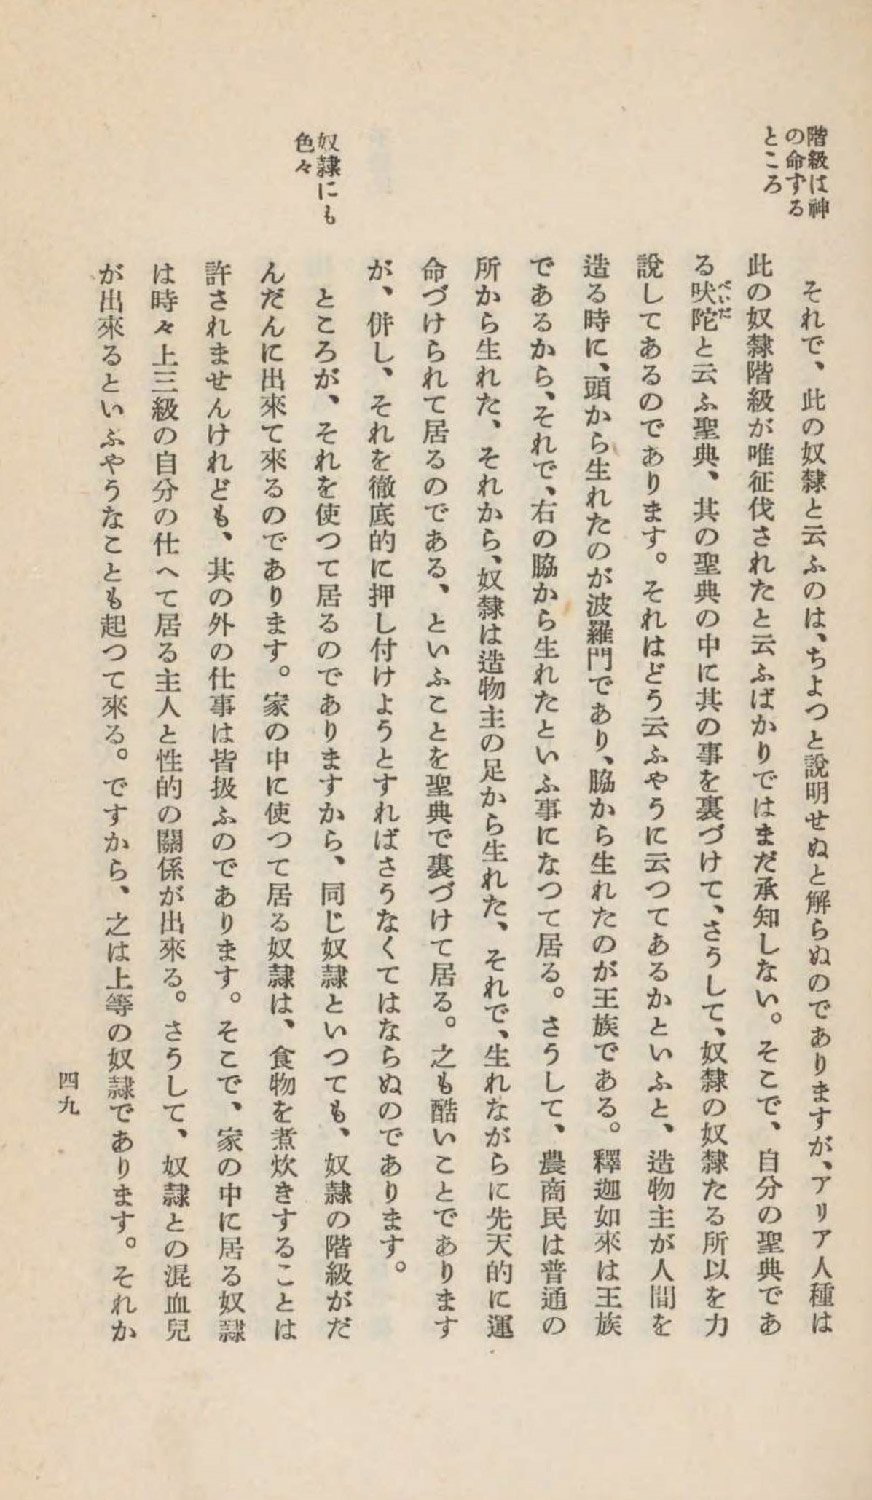 階級は神
の命ずる
ところ
それで、此の奴隷と云ふのは、ちよつと說明せぬと解らぬのでありますが、アリア人種は
此の奴隷階級が唯征伐されたと云ふばかりではまだ承知しない。そこで、自分の聖典であ
る吠陀と云ふ聖典、其の聖典の中に其の事を裏づけて、さうして、奴隷の奴隷たる所以を力
べいだ
說してあるのであります。それはどう云ふやうに云つてあるかといふと、造物主が人間を
造る時に、頭から生れたのが波羅門であり、脇から生れたのが王族である。釋迦如來は王族
であるから、それで、右の脇から生れたといふ事になつて居る。さうして、農商民は普通の
所から生れた、それから、奴隷は造物主の足から生れた、それで、生れながらに先天的に運
命づけられて居るのである、といふことを聖典で裏づけて居る。之も酷いことであります
が、併し、それを徹底的に押し付けようとすればさうなくてはならぬのであります。
奴隷にも
色々
ところが、それを使つて居るのでありますから、同じ奴隷といつても、奴隷の階級がだ
んだんに出來て來るのであります。家の中に使つて居る奴隷は、食物を煮炊きすることは
許されませんけれども、其の外の仕事は皆扱ふのであります。そこで、家の中に居る奴隷
は時々上三級の自分の仕へて居る主人と性的の關係が出來る。さうして、奴隷との混血兒
が出來るといふやうなことも起つて來る。ですから、之は上等の奴隷であります。それか
四九